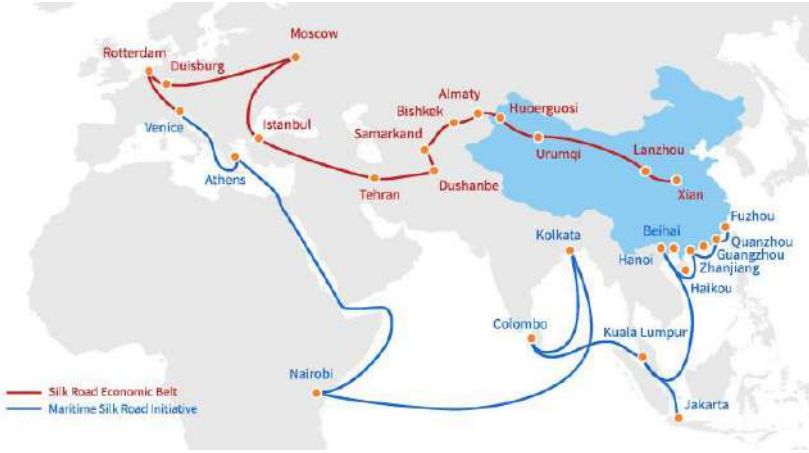 Moscow
Rotterdam
Duisburg
Almaty
Huoerguosi
Bishkek
Venice
Istanbul
Samarkand
Lanzhou
Urumqi
Athens
Tehran
Dushanbe
Xian
Fuzhou
Kolkata
Beihai
Quanzhou
Hanoi
Guangzhou
Zhanjiang
Haikou
Colombo
Kuala Lumpur
Nairobi
Silk Road Economic Belt
Maritime Silk Road Initiative
Jakarta